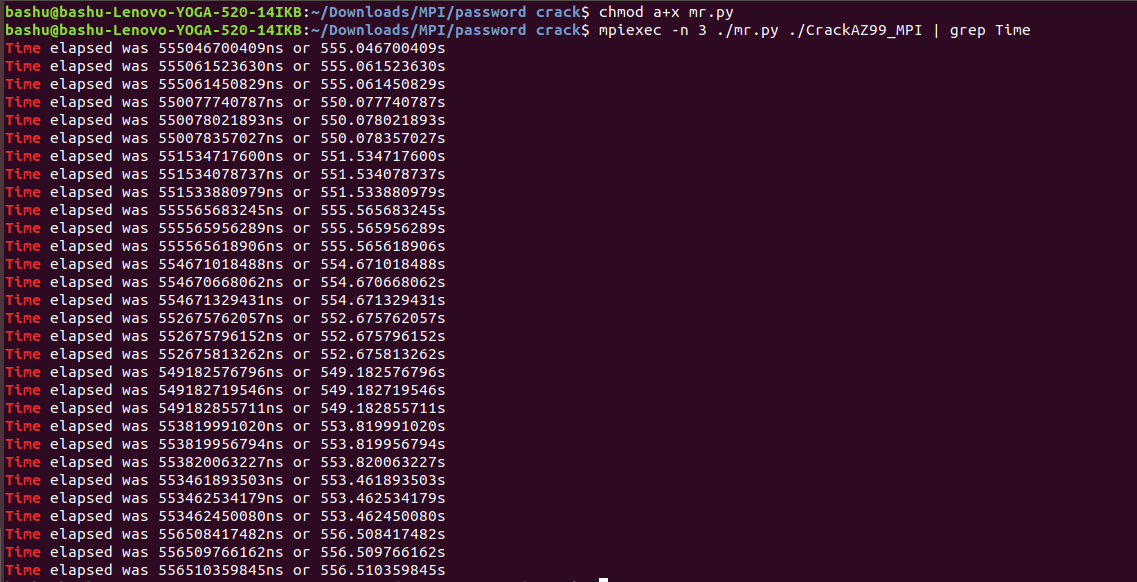 bashu@bashu-Lenovo-YOGA-520-14IKB:~/Downloads/MPI/password crack$ chmod a+x mr.py
bashu@bashu-Lenovo-YOGA-520-14IKB:~/Downloads/MPI/password crack$ mpiexec -n 3 ./mr.py ./CrackAZ99_MPI | grep Time
Time elapsed was 555046700409ns or 555.046700409s
Time elapsed was 555061523630ns or 555.061523630s
Time elapsed was 555061450829ns or 555.061450829s
Time elapsed was 550077740787ns or 550.077740787s
Time elapsed was 550078021893ns or 550.078021893s
Time elapsed was 550078357027ns or 550.078357027s
Time elapsed was 551534717600ns or 551.534717600s
Time elapsed was 551534078737ns or 551.534078737s
Time elapsed was 551533880979ns or 551.533880979s
Time elapsed was 555565683245ns or 555.565683245s
Time elapsed was 555565956289ns or 555.565956289s
Time elapsed was 555565618906ns or 555.565618906s
Time elapsed was 554671018488ns or 554.671018488s
Time elapsed was 554670668062ns or 554.670668062s
Time elapsed was 554671329431ns or 554.671329431s
Time elapsed was 552675762057ns or 552.675762057s
Time elapsed was 552675796152ns or 552.675796152s
Time elapsed was 552675813262ns or 552.675813262s
Time elapsed was 549182576796ns or 549.182576796s
Time elapsed was 549182719546ns or 549.182719546s
Time elapsed was 549182855711ns or 549.182855711s
Time elapsed was 553819991020ns or 553.819991020s
Time elapsed was 553819956794ns or 553.819956794s
Time elapsed was 553820063227ns or 553.820063227s
Time elapsed was 553461893503ns or 553.461893503s
Time elapsed was 553462534179ns or 553.462534179s
Time elapsed was 553462450080ns or 553.462450080s
Time elapsed was 556508417482ns or 556.508417482s
Time elapsed was 556509766162ns or 556.509766162s
Time elapsed was 556510359845ns or 556.510359845s